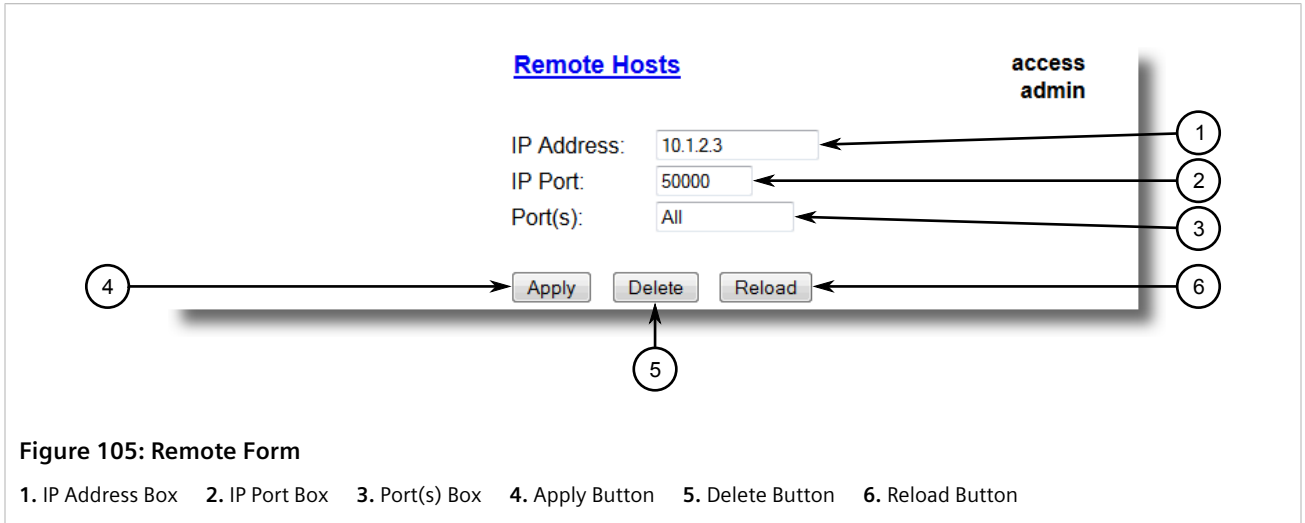 Remote Hosts
access
admin
IP Address: 10.1.2.3
1
IP Port: 50000
2
Port(s): All
3
4
Apply Delete Reload
6
5
Figure 105: Remote Form
1. IP Address Box 2. IP Port Box 3. Port(s) Box 4. Apply Button 5. Delete Button 6. Reload Button